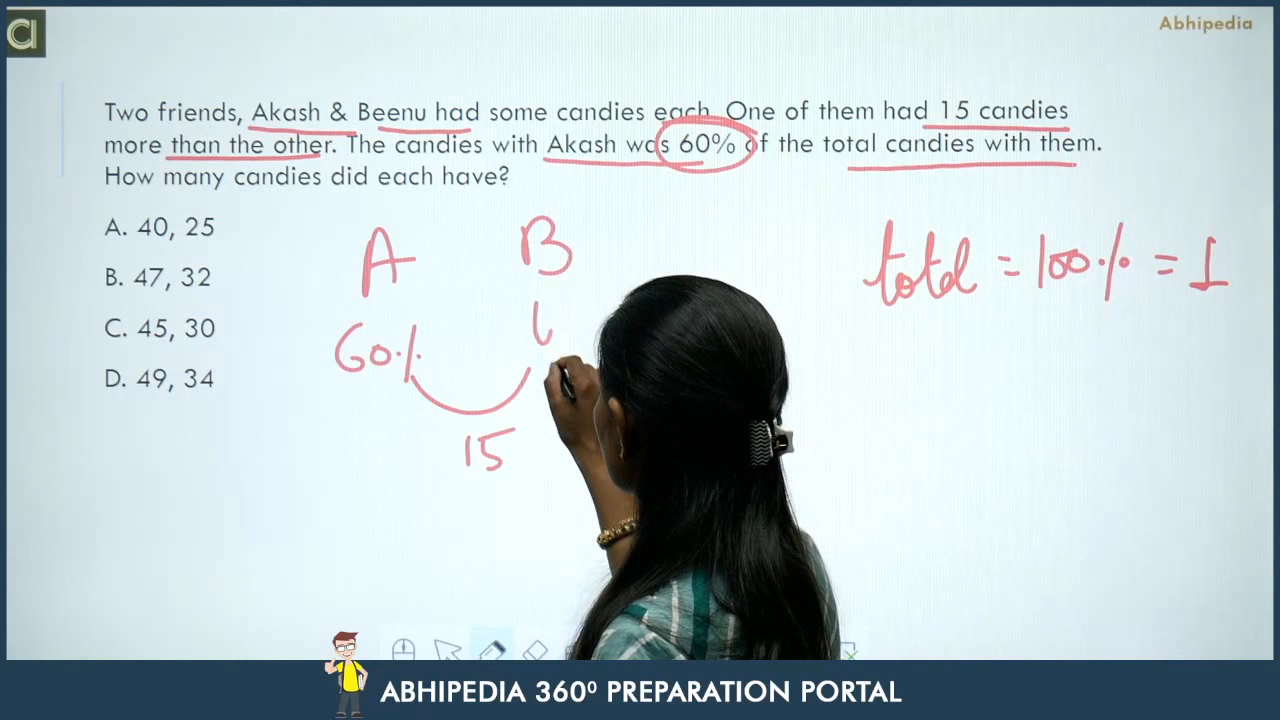 a
Abhipedia
Two friends, Akash & Beenu had some candies each. One of them had 15 candies
more than the other. The candies with Akash was 60% of the total candies with them.
How many candies did each have?
A. 40, 25
B. 47, 32
C. 45, 30
D. 49, 34
A B
60%
15
total = 100% = 1
ABHIPEDIA 360⁰ PREPARATION PORTAL